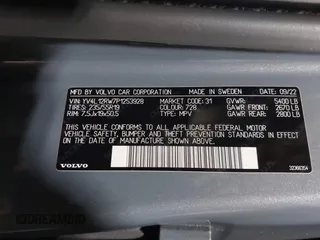 MFD. BY: VOLVO CAR CORPORATION MADE IN SWEDEN 09/22
VIN: YV4L12RW7P1253928 MARKET CODE: 31 GVWR: 5400 LB
TIRES: 235/55R19 COLOUR: 728 GAWR FRONT: 2670 LB
RIM: 7.5Jx19x50.5 TYPE: MPV GAWR REAR: 2800 LB
THIS VEHICLE CONFORMS TO ALL APPLICABLE FEDERAL MOTOR
VEHICLE SAFETY, BUMPER, AND THEFT PREVENTION STANDARDS
IN EFFECT ON THE DATE OF MANUFACTURE SHOWN ABOVE.
VOLVO
32366354